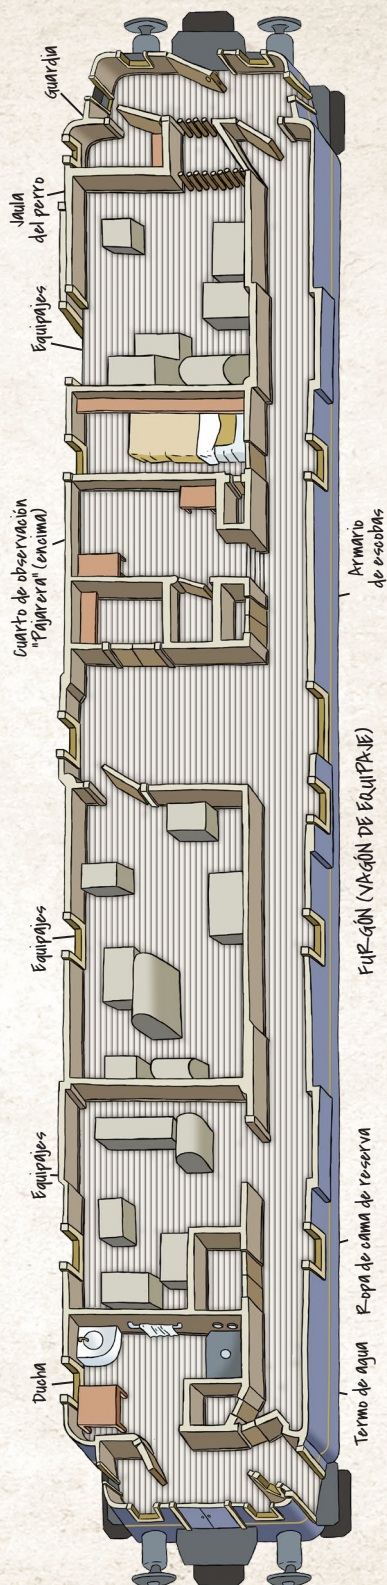 Ducha
Equipajes
Equipajes
Cuarto de observación
"Pajarera" (encima)
Equipajes
Jaula
del perro
Guardia
Termo de agua
Ropa de cama de reserva
FURGÓN (VAGÓN DE EQUIPAJE)
Armario
de escobas